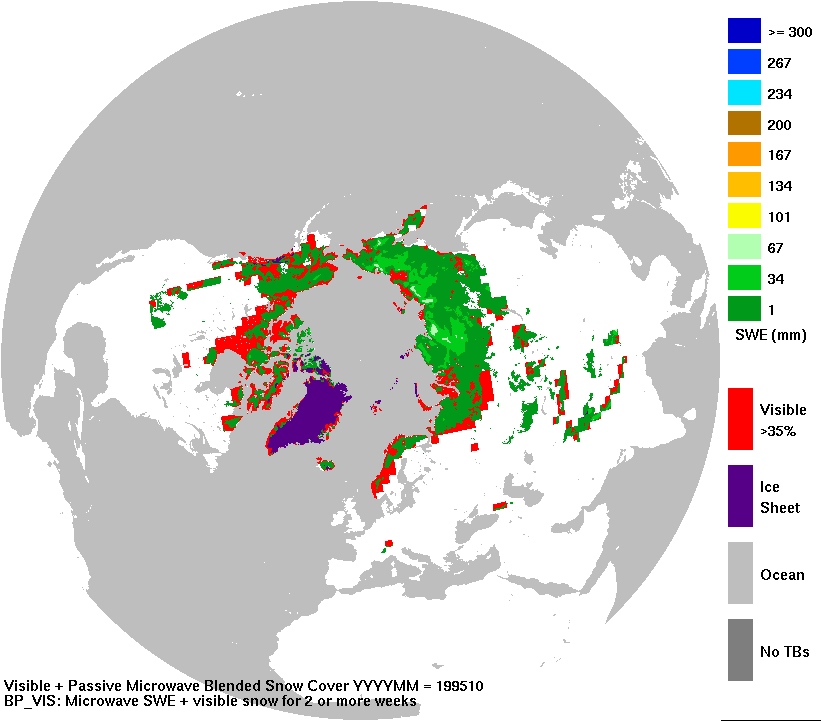 >= 300
267
234
200
167
134
101
67
34
1
SWE (mm)
Visible
>35%
Ice
Sheet
Ocean
No TBs
Visible + Passive Microwave Blended Snow Cover YYYYMM = 199510
BP_VIS: Microwave SWE + visible snow for 2 or more weeks